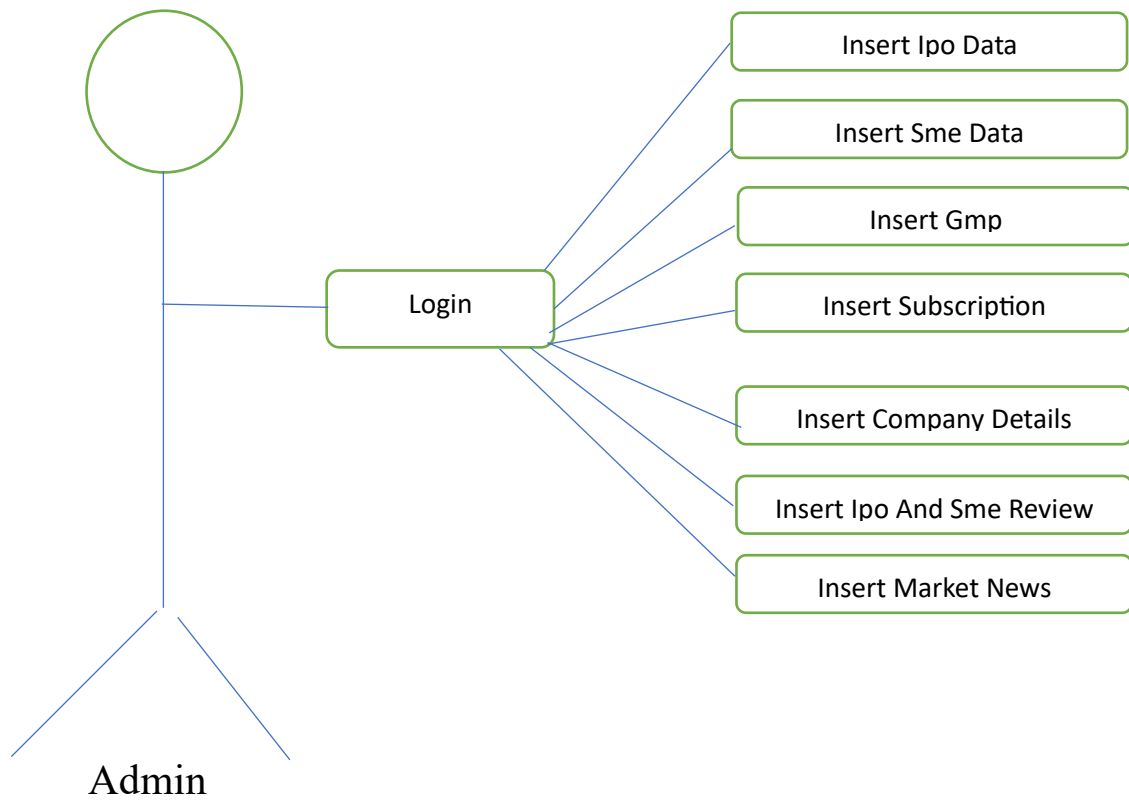 Insert Ipo Data
Insert Sme Data
Insert Gmp
Login
Insert Subscription
Insert Company Details
Insert Ipo And Sme Review
Insert Market News
Admin